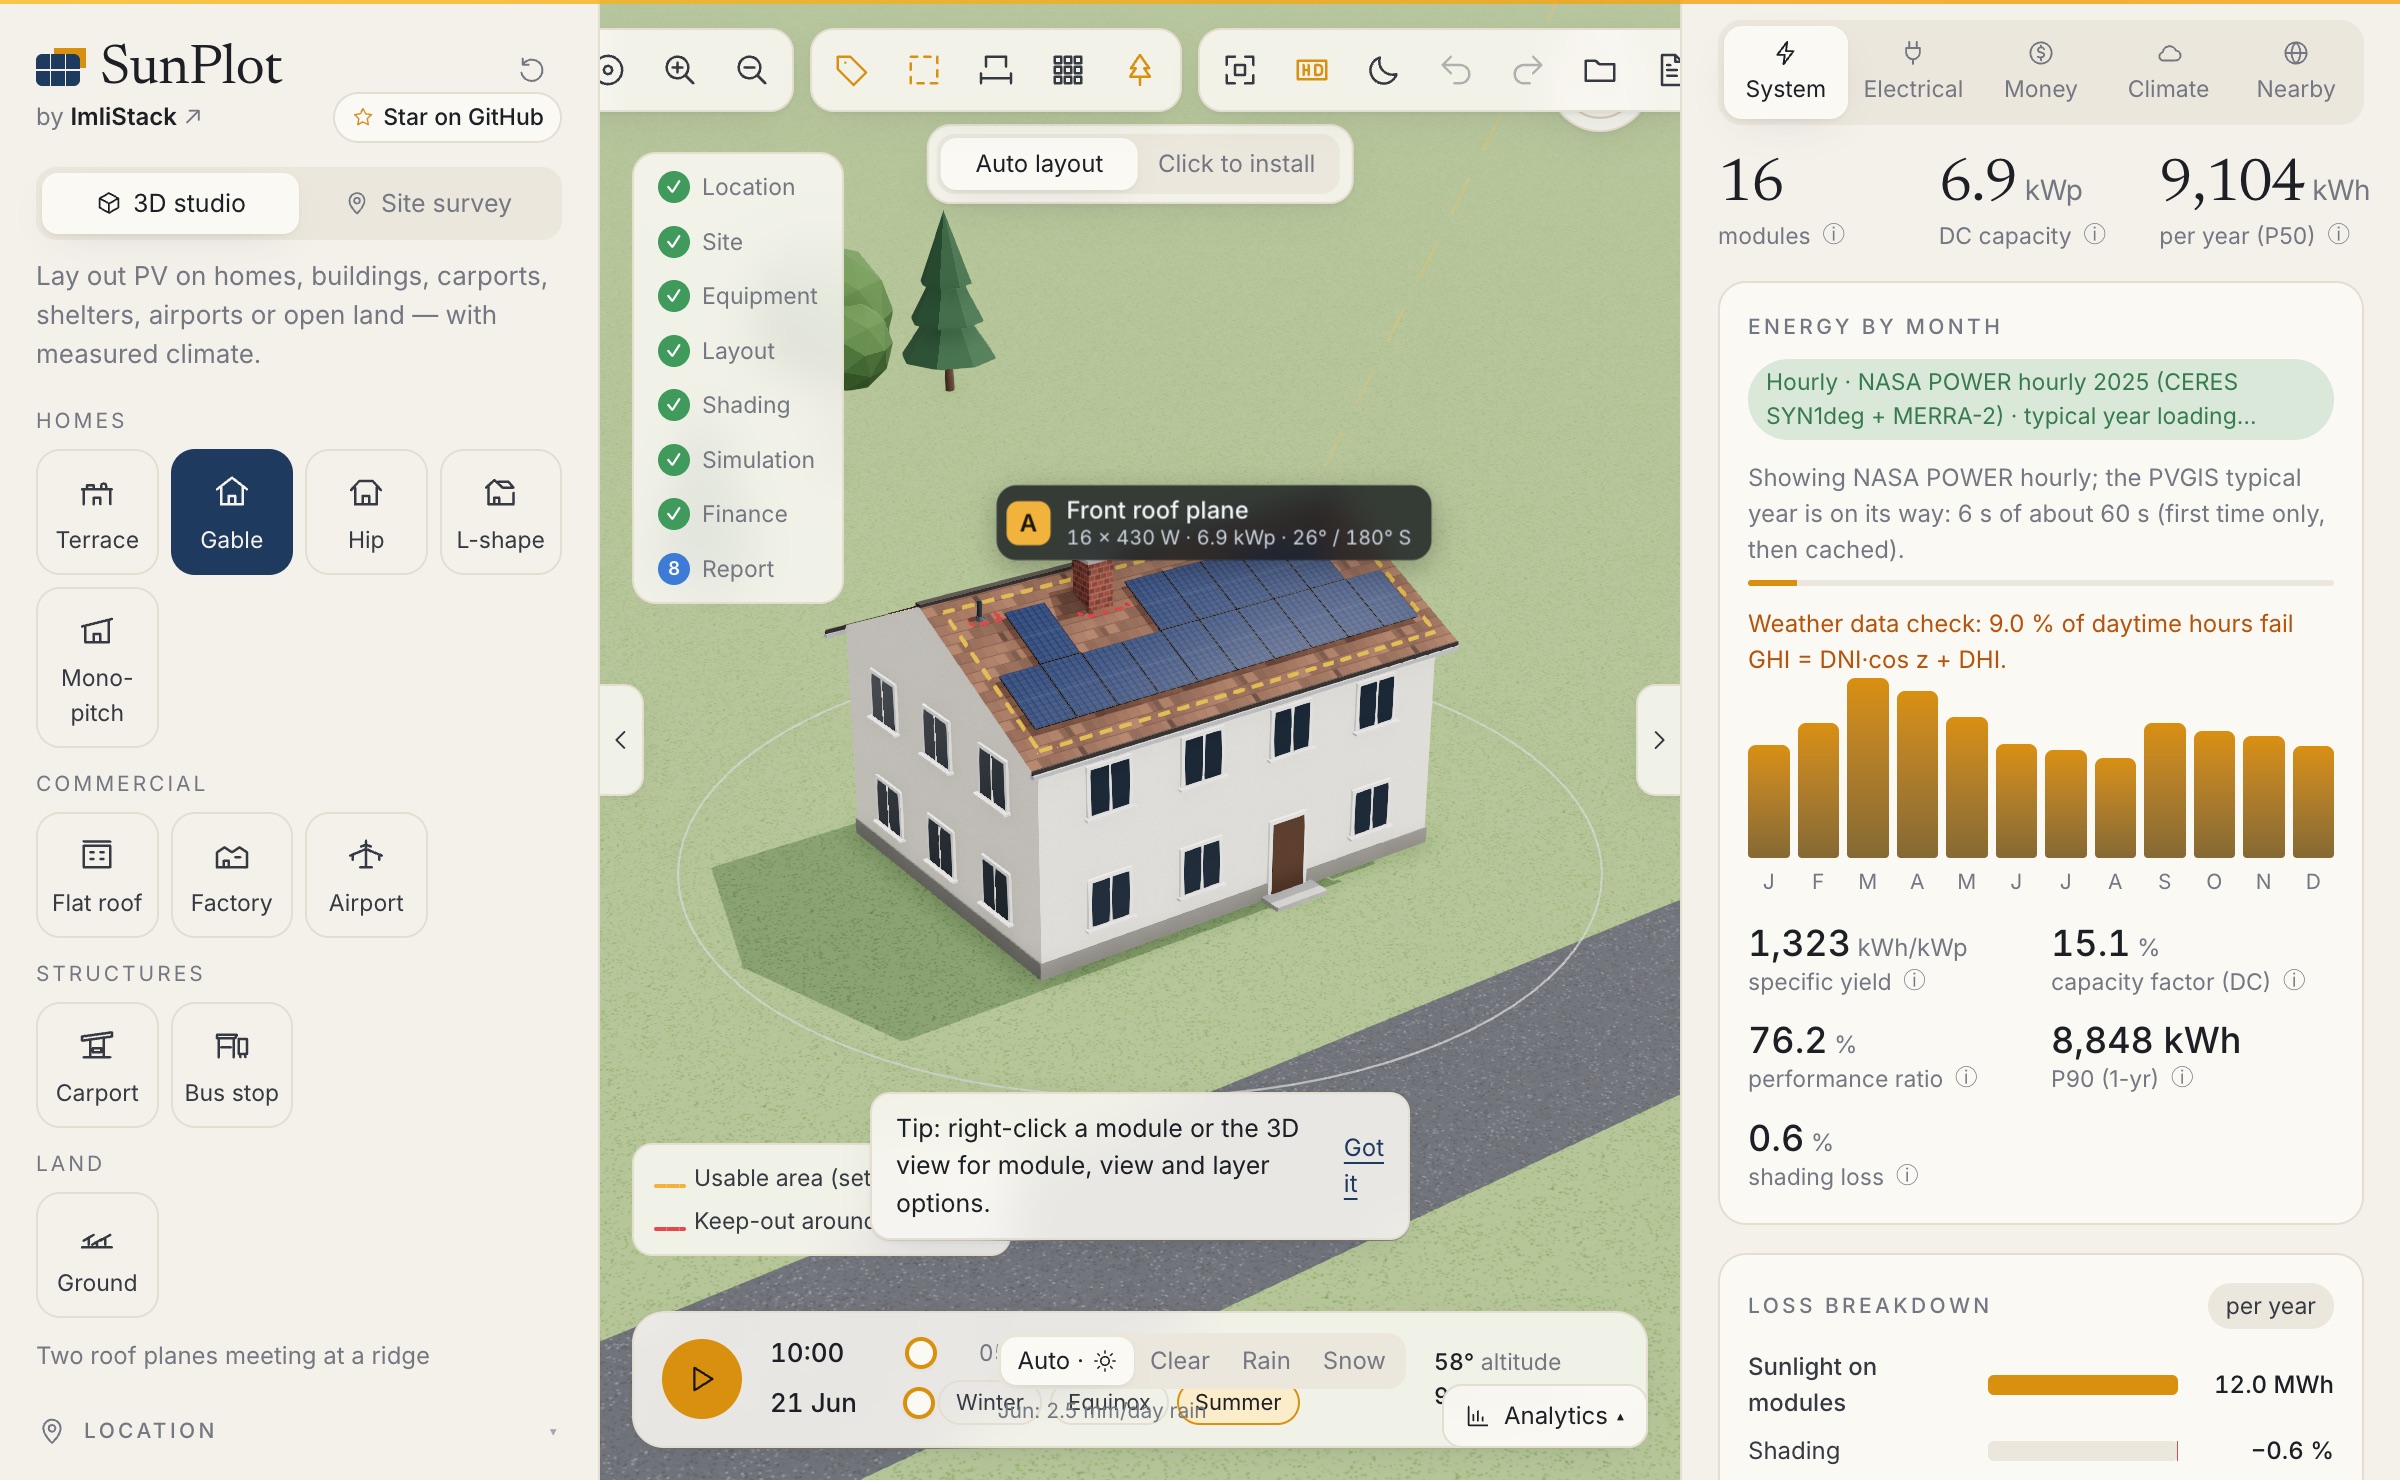 SunPlot
by ImliStack
Star on GitHub
3D studio
Site survey
Lay out PV on homes, buildings, carports,
shelters, airports or open land — with
measured climate.
HOMES
Terrace
Gable
Hip
L-shape
Mono-
pitch
COMMERCIAL
Flat roof
Factory
Airport
STRUCTURES
Carport
Bus stop
LAND
Ground
Two roof planes meeting at a ridge
LOCATION
HD
Auto layout
Click to install
Location
Site
Equipment
Layout
Shading
Simulation
Finance
8 Report
A Front roof plane
16 × 430 W · 6.9 kWp · 26° / 180° S
Tip: right-click a module or the 3D
view for module, view and layer
options.
Got
it
Usable area (set
Keep-out around
10:00
Auto ·
Clear
Rain
Snow
58° altitude
21 Jun
Winter
Equinox
Summer
Jun: 2.5 mm/day rain
Analytics
System
Electrical
Money
Climate
Nearby
16
modules
6.9 kWp
DC capacity
9,104 kWh
per year (P50)
ENERGY BY MONTH
Hourly · NASA POWER hourly 2025 (CERES
SYN1deg + MERRA-2) · typical year loading…
Showing NASA POWER hourly; the PVGIS typical
year is on its way: 6 s of about 60 s (first time only,
then cached).
Weather data check: 9.0 % of daytime hours fail
GHI = DNI·cos z + DHI.
J F M A M J J A S O N D
1,323 kWh/kWp
specific yield
15.1 %
capacity factor (DC)
76.2 %
performance ratio
8,848 kWh
P90 (1-yr)
0.6 %
shading loss
LOSS BREAKDOWN
per year
Sunlight on
modules
12.0 MWh
Shading
−0.6 %